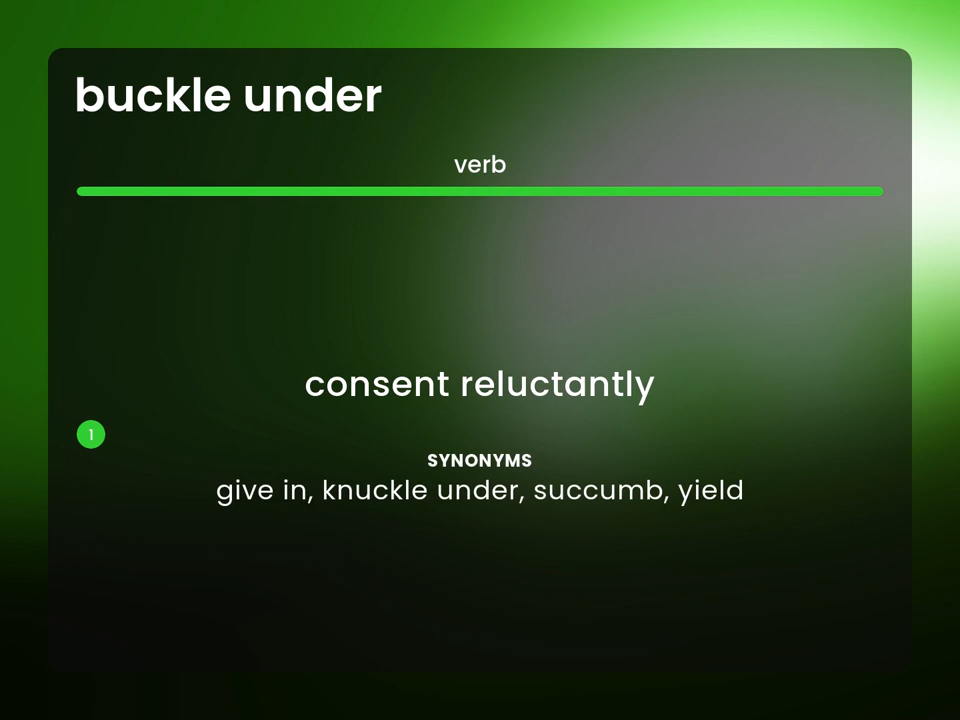 buckle under
verb
consent reluctantly
1
SYNONYMS
give in, knuckle under, succumb, yield